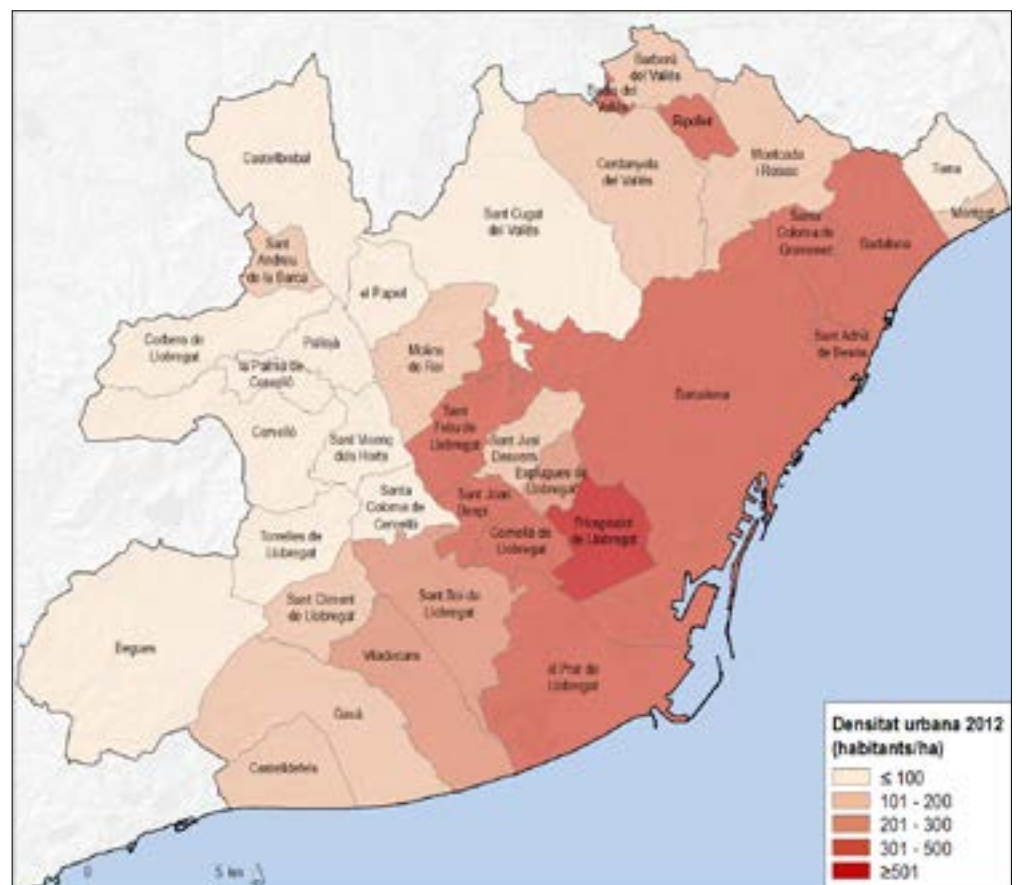 Barberà
del Vallès
Badia del
Vallès
Ripollet
Castellbisbal
Cerdanyola
del Vallès
Montcada
i Reixac
Tiana
Montgat
Sant Cugat
del Vallès
Santa
Coloma de
Gramenet
Badalona
Sant
Andreu
de la Barca
el Papiol
Corbera de
Llobregat
Pallejà
Molins
de Rei
Sant Adrià
de Besòs
la Palma de
Cervelló
Barcelona
Cervelló
Sant Vicenç
dels Horts
Sant
Feliu de
Llobregat
Sant Just
Desvern
Esplugues de
Llobregat
Santa
Coloma de
Cervelló
Sant Joan
Despí
Cornellà de
Llobregat
l'Hospitalet
de Llobregat
Torrelles de
Llobregat
Sant Climent
de Llobregat
Sant Boi de
Llobregat
Begues
Viladecans
el Prat de
Llobregat
Gavà
Castelldefels
Densitat urbana 2012
(habitants/ha)
≤ 100
101 - 200
201 - 300
301 - 500
≥501
0 5 km